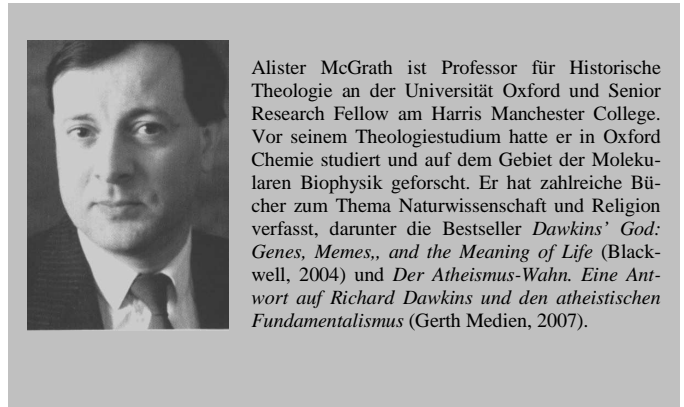 Alister McGrath ist Professor für Historische
Theologie an der Universität Oxford und Senior
Research Fellow am Harris Manchester College.
Vor seinem Theologiestudium hatte er in Oxford
Chemie studiert und auf dem Gebiet der Moleku-
laren Biophysik geforscht. Er hat zahlreiche Bü-
cher zum Thema Naturwissenschaft und Religion
verfasst, darunter die Bestseller Dawkins’ God:
Genes, Memes,, and the Meaning of Life (Black-
well, 2004) und Der Atheismus-Wahn. Eine Ant-
wort auf Richard Dawkins und den atheistischen
Fundamentalismus (Gerth Medien, 2007).